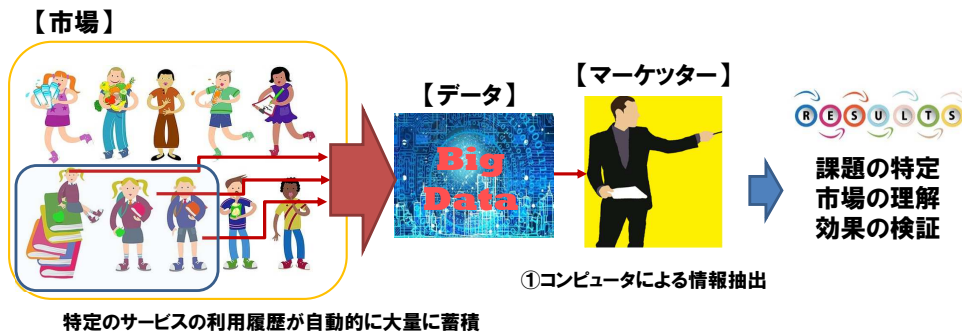 【市場】
【データ】
【マーケッター】
Big
Data
RESULTS
課題の特定
市場の理解
効果の検証
①コンピュータによる情報抽出
特定のサービスの利用履歴が自動的に大量に蓄積